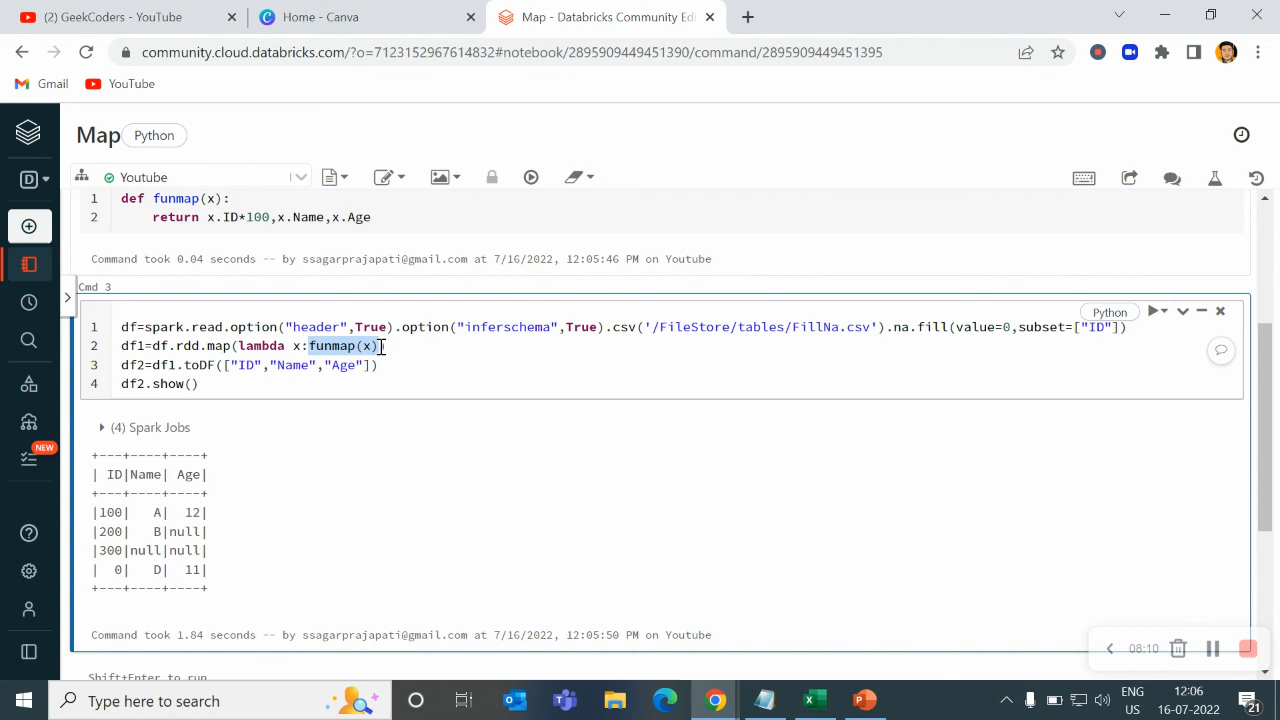 (2) GeekCoders - YouTube
Home - Canva
Map - Databricks Community Edi
community.cloud.databricks.com/?o=7123152967614832#notebook/2895909449451390/command/2895909449451395
Gmail
YouTube
Map
Python
D
Youtube
1 def funmap(x):
2 return x.ID*100,x.Name,x.Age
Command took 0.04 seconds -- by ssagarprajapati@gmail.com at 7/16/2022, 12:05:46 PM on Youtube
Cmd 3
Python
1 df=spark.read.option("header",True).option("inferschema",True).csv('/FileStore/tables/FillNa.csv').na.fill(value=0,subset=["ID"])
2 df1=df.rdd.map(lambda x:funmap(x))
3 df2=df1.toDF(["ID","Name","Age"])
4 df2.show()
(4) Spark Jobs
+---+----+----+
| ID|Name| Age|
+---+----+----+
|100| A| 12|
|200| B|null|
|300|null|null|
| 0| D| 11|
+---+----+----+
Command took 1.84 seconds -- by ssagarprajapati@gmail.com at 7/16/2022, 12:05:50 PM on Youtube
Shift+Enter to run
NEW
08:10
Type here to search
ENG
US
12:06
16-07-2022
21